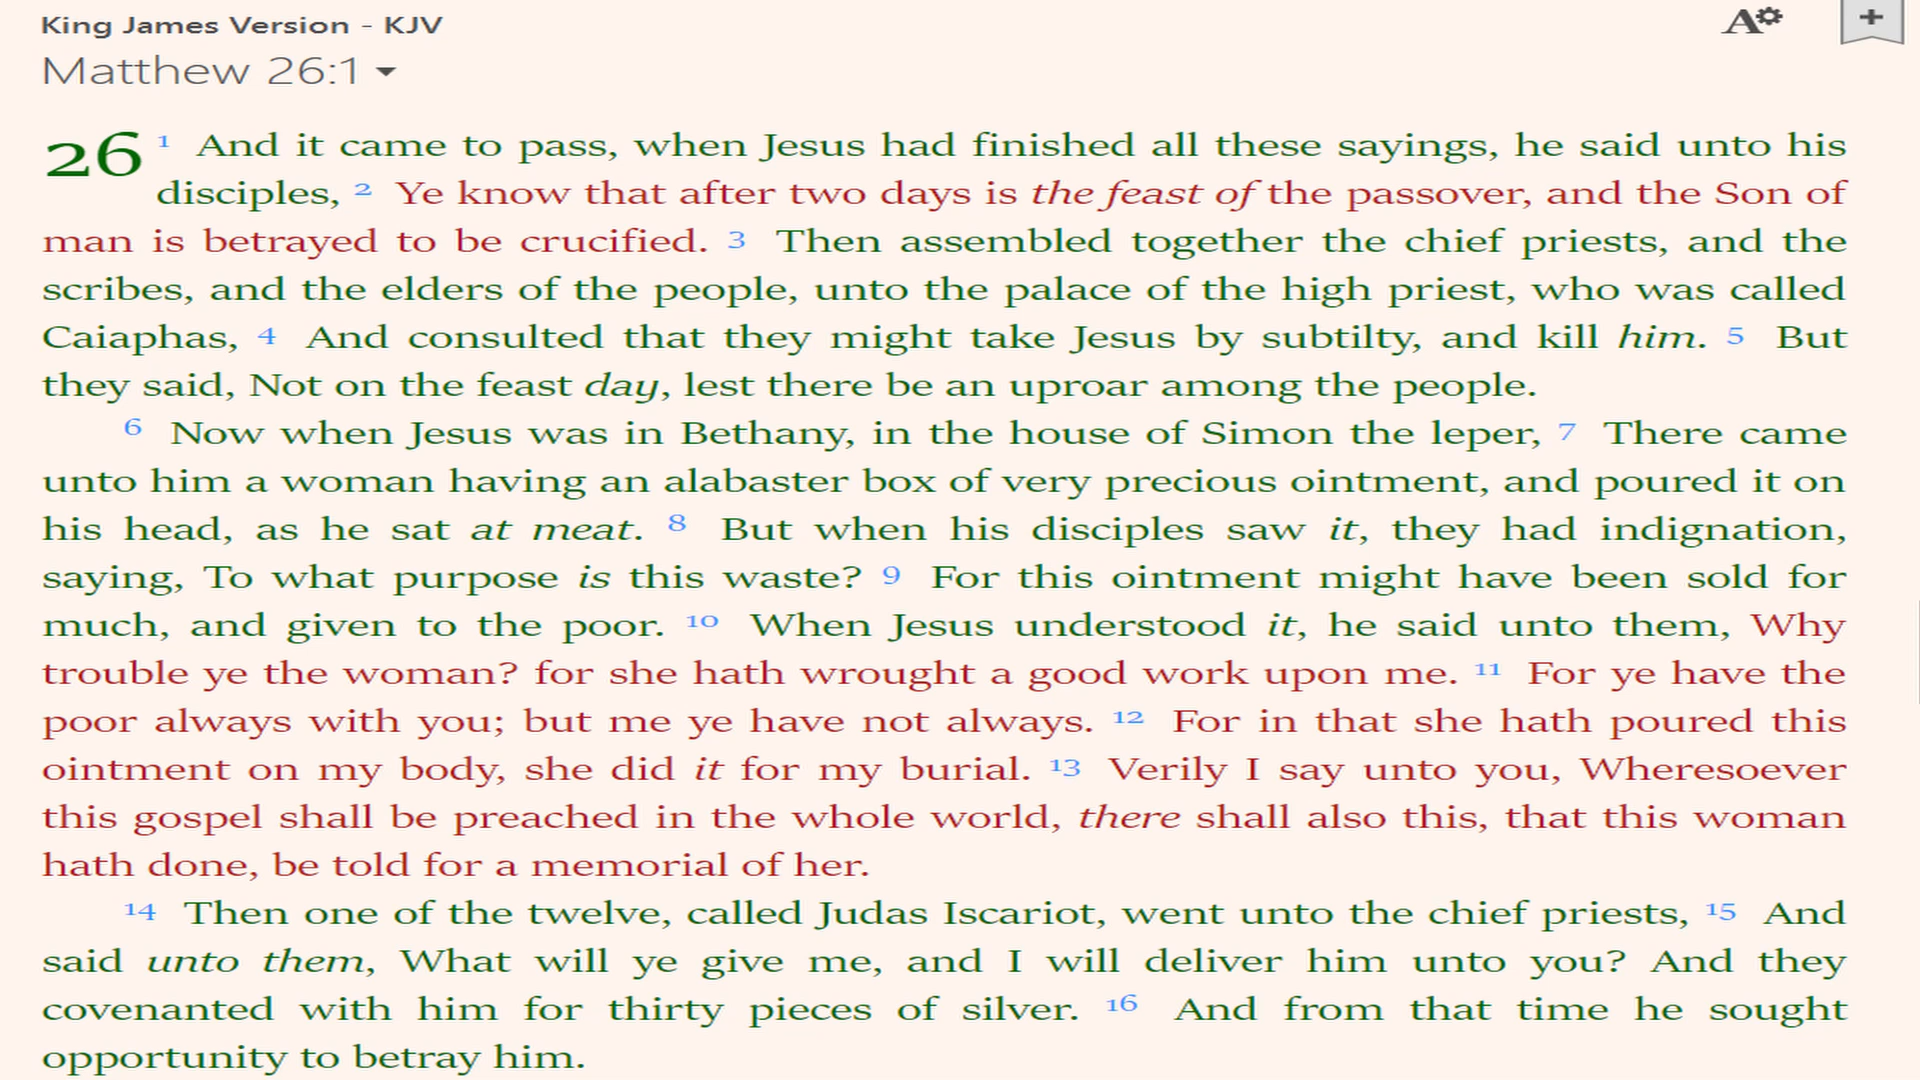 King James Version - KJV
Matthew 26:1
26 1 And it came to pass, when Jesus had finished all these sayings, he said unto his
disciples, 2 Ye know that after two days is the feast of the passover, and the Son of
man is betrayed to be crucified. 3 Then assembled together the chief priests, and the
scribes, and the elders of the people, unto the palace of the high priest, who was called
Caiaphas, 4 And consulted that they might take Jesus by subtilty, and kill him. 5 But
they said, Not on the feast day, lest there be an uproar among the people.
6 Now when Jesus was in Bethany, in the house of Simon the leper, 7 There came
unto him a woman having an alabaster box of very precious ointment, and poured it on
his head, as he sat at meat. 8 But when his disciples saw it, they had indignation,
saying, To what purpose is this waste? 9 For this ointment might have been sold for
much, and given to the poor. 10 When Jesus understood it, he said unto them, Why
trouble ye the woman? for she hath wrought a good work upon me. 11 For ye have the
poor always with you; but me ye have not always. 12 For in that she hath poured this
ointment on my body, she did it for my burial. 13 Verily I say unto you, Wheresoever
this gospel shall be preached in the whole world, there shall also this, that this woman
hath done, be told for a memorial of her.
14 Then one of the twelve, called Judas Iscariot, went unto the chief priests, 15 And
said unto them, What will ye give me, and I will deliver him unto you? And they
covenanted with him for thirty pieces of silver. 16 And from that time he sought
opportunity to betray him.